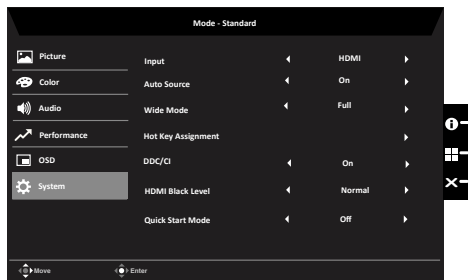 Mode - Standard
Picture
Color
Audio
Performance
OSD
System
Input HDMI
Auto Source On
Wide Mode Full
Hot Key Assignment
DDC/CI On
HDMI Black Level Normal
Quick Start Mode Off
Move Enter